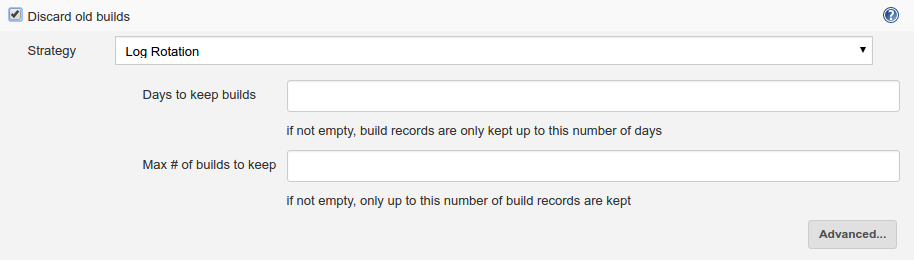 Discard old builds
?
Strategy
Log Rotation
Days to keep builds
if not empty, build records are only kept up to this number of days
Max # of builds to keep
if not empty, only up to this number of build records are kept
Advanced...